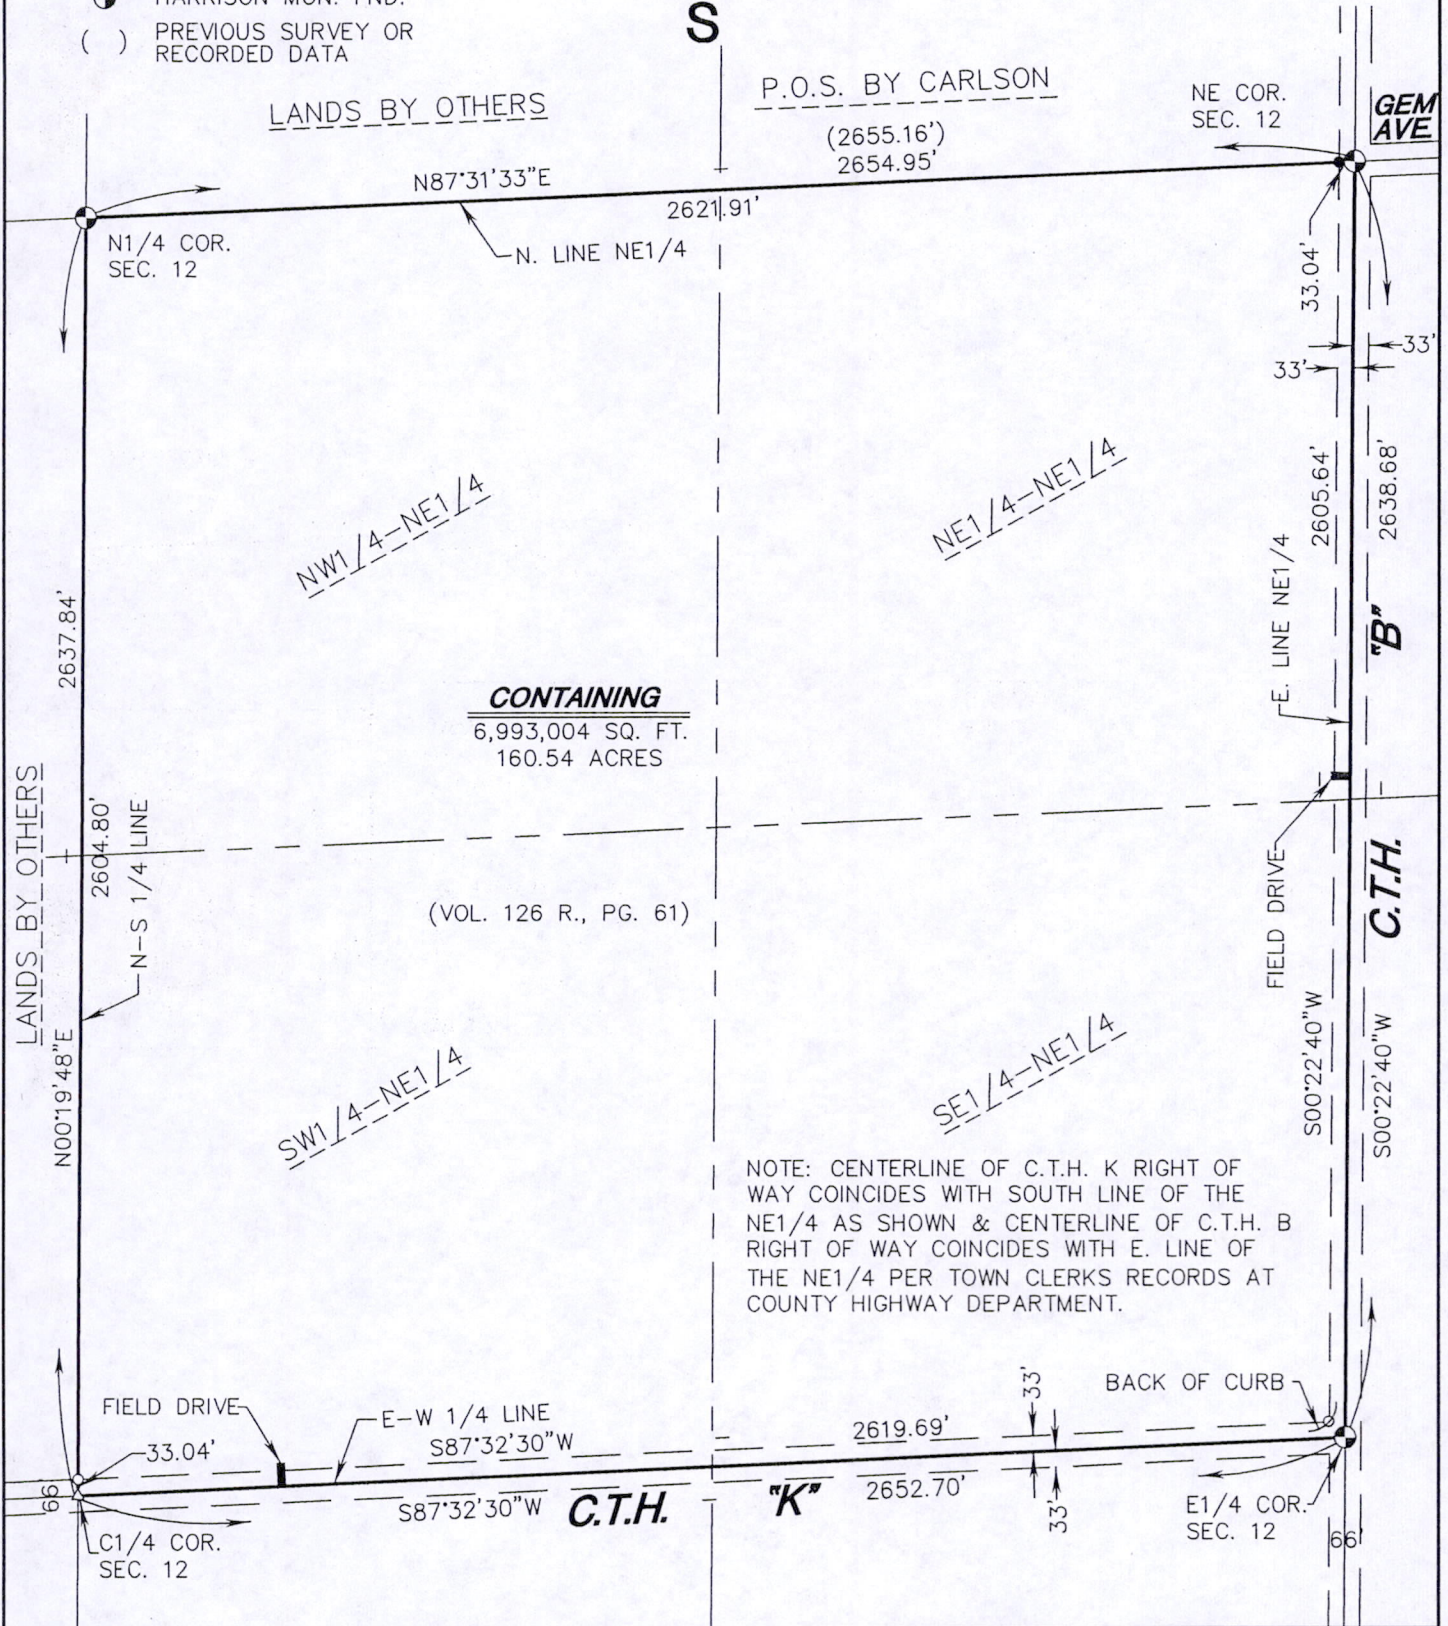 HARRISON MON. FND.
( ) PREVIOUS SURVEY OR
RECORDED DATA
S
LANDS BY OTHERS
P.O.S. BY CARLSON
(2655.16')
2654.95'
NE COR.
SEC. 12
GEM
AVE
N87°31'33"E
2621.91'
N. LINE NE1/4
N1/4 COR.
SEC. 12
33.04'
33'
33'
NW1/4-NE1/4
NE1/4-NE1/4
2605.64'
2638.68'
E. LINE NE1/4
"B"
2637.84'
CONTAINING
6,993,004 SQ. FT.
160.54 ACRES
LANDS BY OTHERS
2604.80'
N-S 1/4 LINE
FIELD DRIVE
C.T.H.
(VOL. 126 R., PG. 61)
N00°19'48"E
SW1/4-NE1/4
SE1/4-NE1/4
S00°22'40"W
S00°22'40"W
NOTE: CENTERLINE OF C.T.H. K RIGHT OF
WAY COINCIDES WITH SOUTH LINE OF THE
NE1/4 AS SHOWN & CENTERLINE OF C.T.H. B
RIGHT OF WAY COINCIDES WITH E. LINE OF
THE NE1/4 PER TOWN CLERKS RECORDS AT
COUNTY HIGHWAY DEPARTMENT.
FIELD DRIVE
E-W 1/4 LINE
33.04'
S87°32'30"W
2619.69'
33'
BACK OF CURB
66'
S87°32'30"W
C.T.H. "K"
2652.70'
33'
E1/4 COR.
SEC. 12
66'
C1/4 COR.
SEC. 12